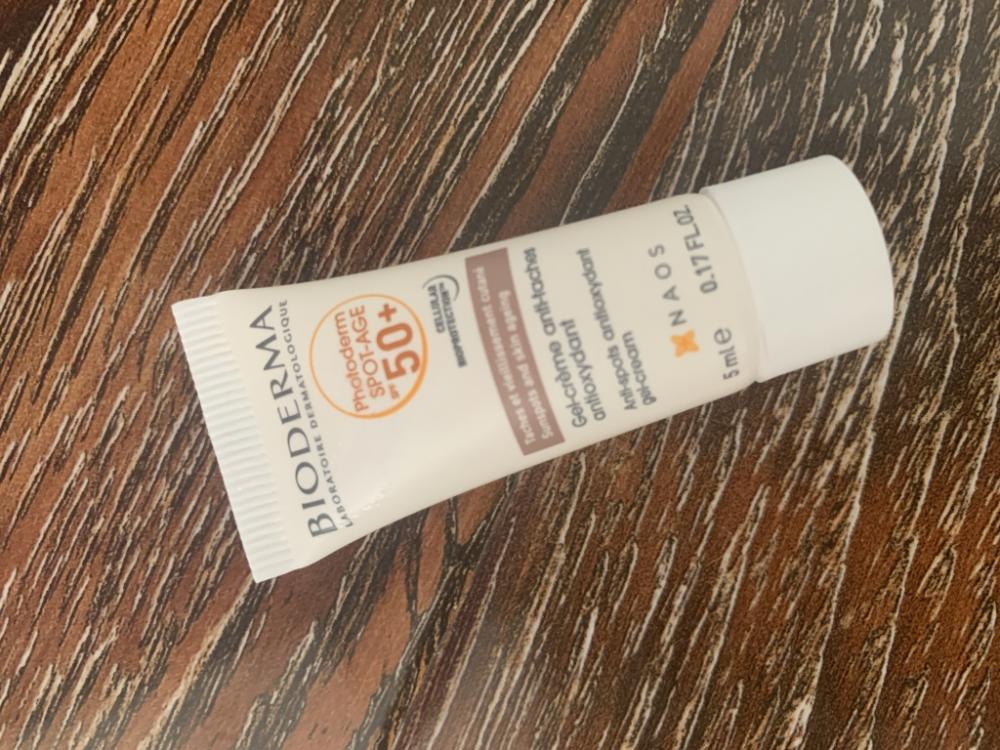 BIODERMA
LABORATOIRE DERMATOLOGIQUE
Photoderm
SPOT-AGE
SPF 50+
CELLULAR
BIOPROTECTION™
Taches et vieillissement cutané
Sunspots and skin ageing
Gel-crème anti-taches
antioxydant
Anti-spots antioxydant
gel-cream
NAOS
5 ml e 0.17 FL.OZ.